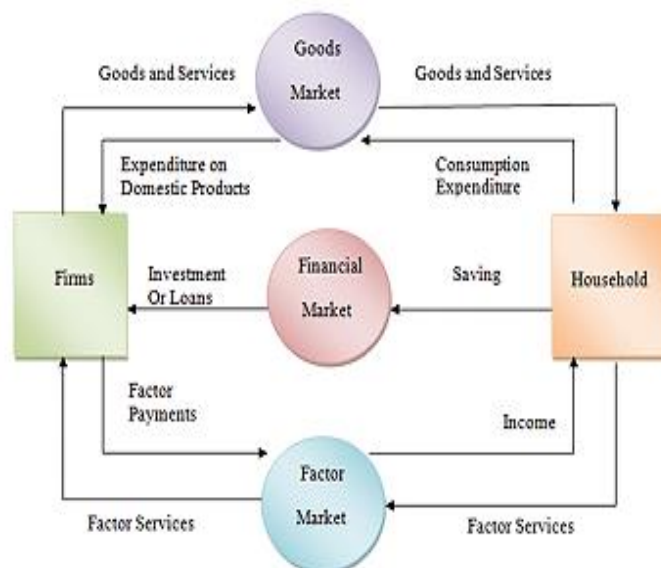 Goods
Market
Goods and Services
Goods and Services
Expenditure on
Domestic Products
Consumption
Expenditure
Firms
Investment
Or Loans
Financial
Market
Saving
Household
Factor
Payments
Income
Factor
Market
Factor Services
Factor Services